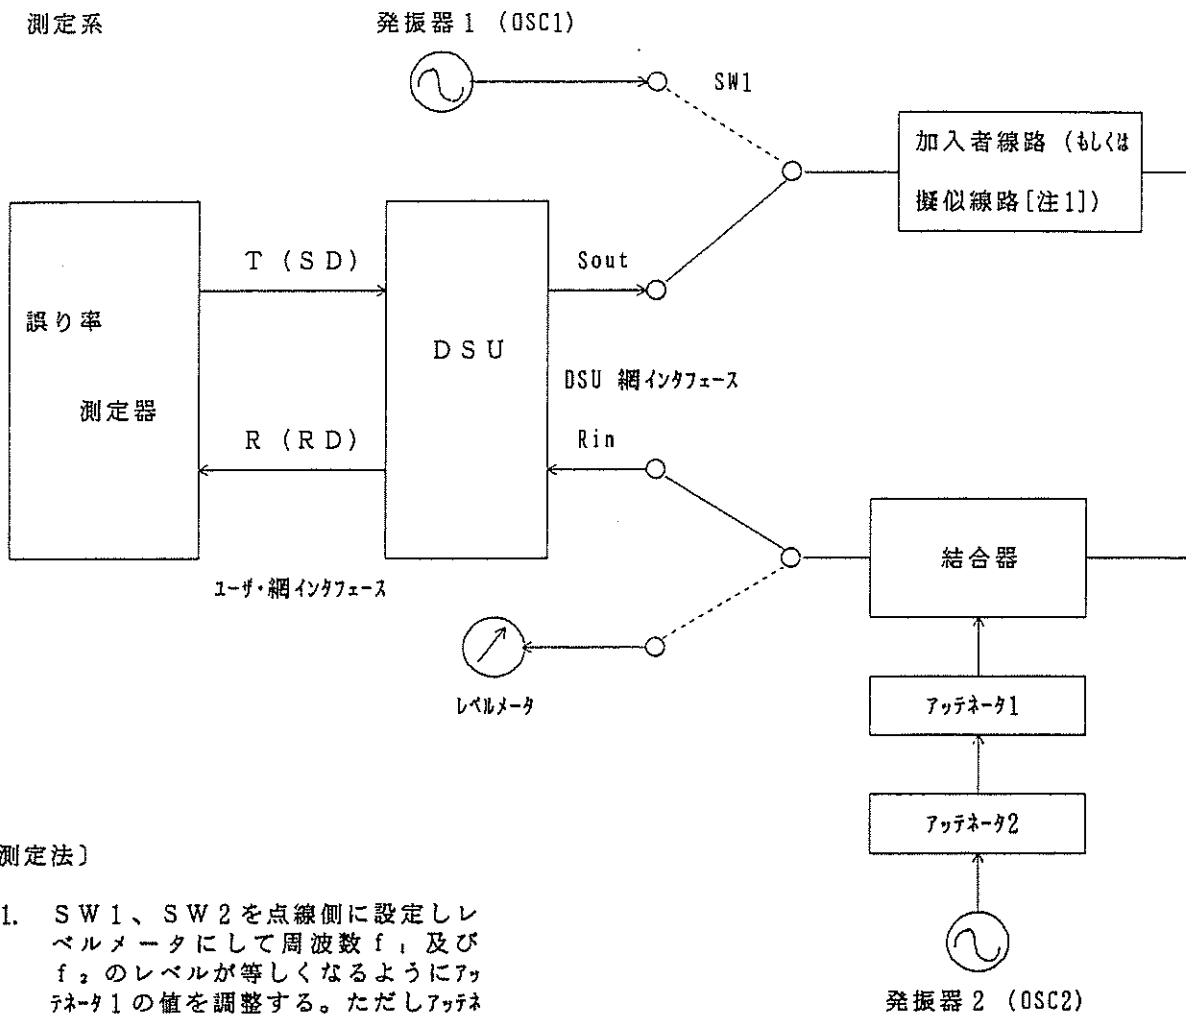 測定系
発振器1 (OSC1)
SW1
加入者線路 (もしくは
擬似線路[注1])
T (SD)
Sout
誤り率
測定器
DSU
DSU 網インタフェース
R (RD)
Rin
結合器
ユーザ・網インタフェース
レベルメータ
アッテネータ1
アッテネータ2
測定法〕
1. SW1、SW2を点線側に設定しレ
ベルメータにして周波数f₁及び
f₂のレベルが等しくなるようにアッ
テネータ1の値を調整する。ただしアッテネ
発振器2 (OSC2)